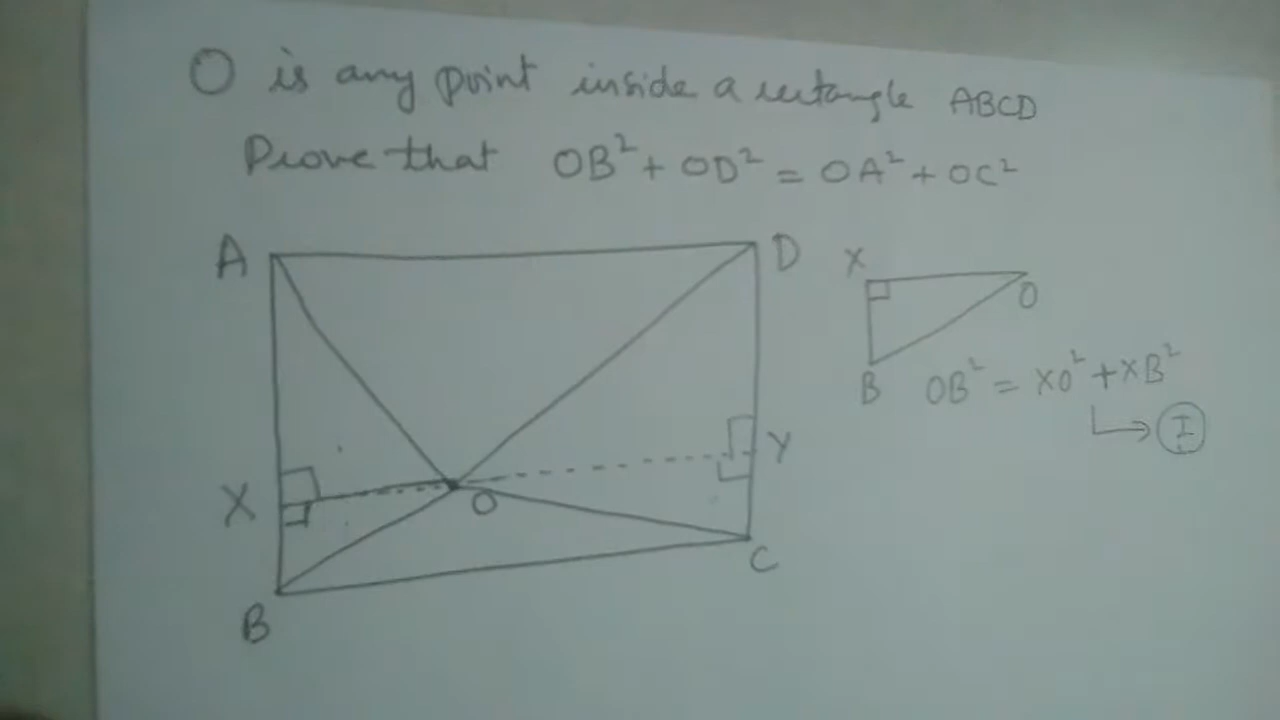 O is any point inside a rectangle ABCD
Prove that OB² + OD² = OA² + OC²
A
D
X
O
Y
X
O
B
C
B
OB² = XO² + XB²
I